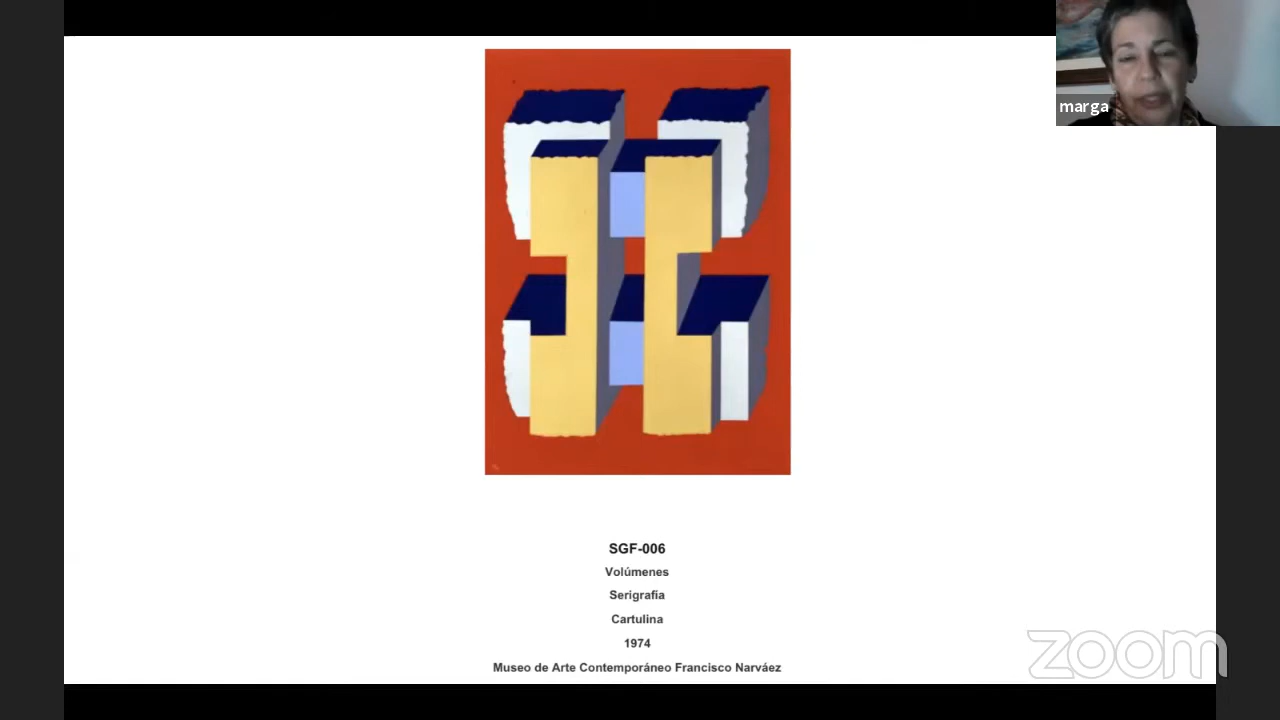 marga
SGF-006
Volúmenes
Serigrafía
Cartulina
1974
Museo de Arte Contemporáneo Francisco Narváez
zoom